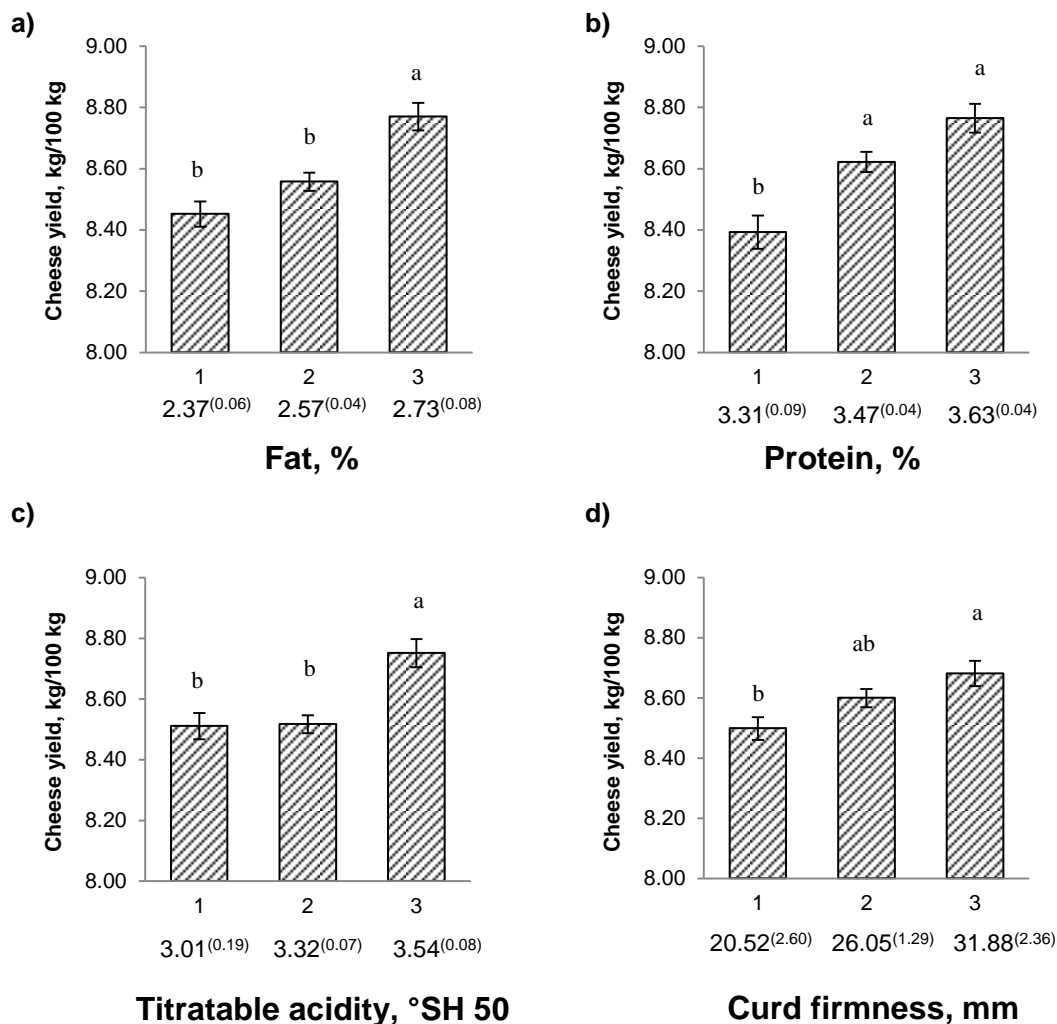 a)
Cheese yield, kg/100 kg
9.00
8.80
8.60
8.40
8.20
8.00
b
b
a
1 2 3
2.37(0.06) 2.57(0.04) 2.73(0.08)
Fat, %
b)
Cheese yield, kg/100 kg
9.00
8.80
8.60
8.40
8.20
8.00
b
a
a
1 2 3
3.31(0.09) 3.47(0.04) 3.63(0.04)
Protein, %
c)
Cheese yield, kg/100 kg
9.00
8.80
8.60
8.40
8.20
8.00
b
b
a
1 2 3
3.01(0.19) 3.32(0.07) 3.54(0.08)
Titratable acidity, °SH 50
d)
Cheese yield, kg/100 kg
9.00
8.80
8.60
8.40
8.20
8.00
b
ab
a
1 2 3
20.52(2.60) 26.05(1.29) 31.88(2.36)
Curd firmness, mm